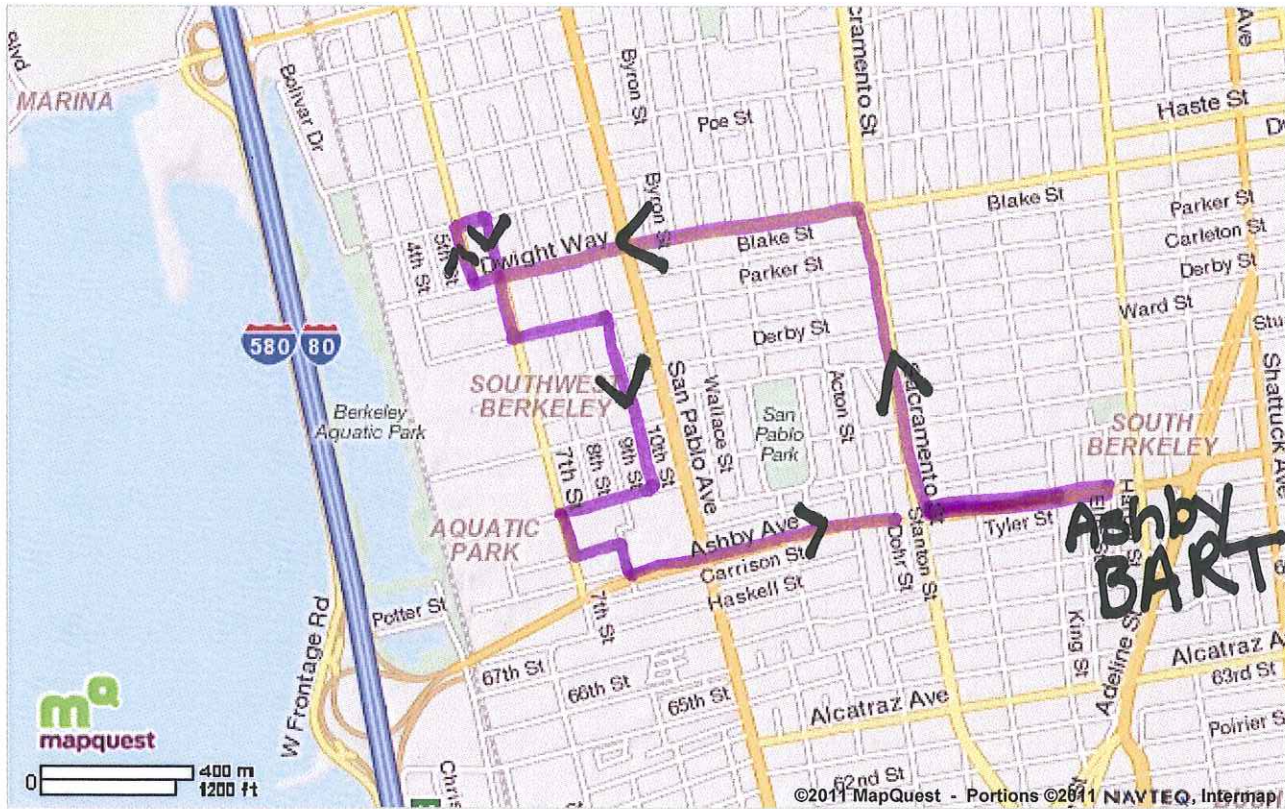 blvd
MARINA
Bolivar Dr
Byron St
Poe St
cramento St
Ave
Haste St
D
Byron St
Blake St
Blake St
Parker St
Carleton St
Derby St
5th St
4th St
Dwight Way
Parker St
Ward St
Derby St
Stu
580
80
SOUTHWEST
BERKELEY
San Pablo Ave
Wallace St
San
Pablo
Park
Acton St
Sacramento St
SOUTH
BERKELEY
Shattuck Ave
Berkeley
Aquatic Park
7th St
8th St
9th St
10th St
AQUATIC
PARK
Ashby Ave
Carrison St
Haskell St
Dohr St
Stanton St
Tyler St
Ashby
BART
Potter St
7th St
W Frontage Rd
67th St
66th St
65th St
King St
Adeline St
Alcatraz A
63rd St
Alcatraz Ave
Poirier S
62nd St
mq
mapquest
0
400 m
1200 ft
Chris
©2011 MapQuest - Portions ©2011 NAVTEQ, Intermap